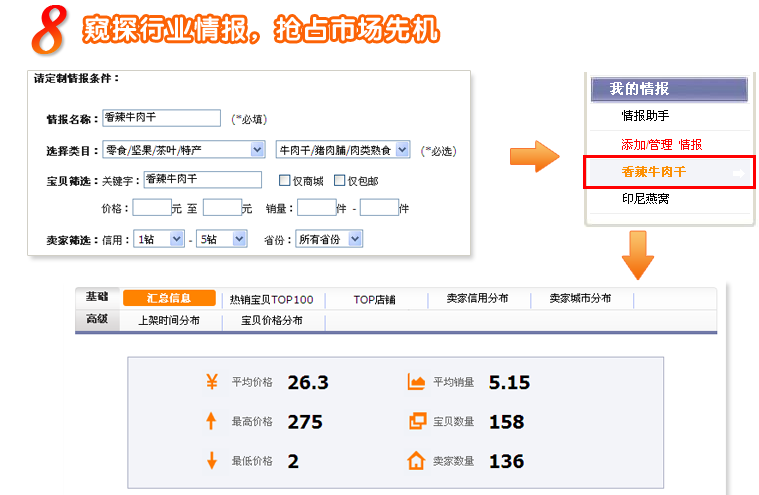 8 窥探行业情报，抢占市场先机
请定制情报条件：
情报名称： 香辣牛肉干 (*必填)
选择类目： 零食/坚果/茶叶/特产 牛肉干/猪肉脯/肉类熟食 (*必选)
宝贝筛选： 关键字： 香辣牛肉干 仅商城 仅包邮
价格： 元 至 元 销量： 件 - 件
卖家筛选： 信用： 1钻 - 5钻 省份： 所有省份
我的情报
情报助手
添加/管理 情报
香辣牛肉干
印尼燕窝
基础 汇总信息 热销宝贝TOP100 TOP店铺 卖家信用分布 卖家城市分布
高级 上架时间分布 宝贝价格分布
¥ 平均价格 26.3 平均销量 5.15
最高价格 275 宝贝数量 158
最低价格 2 卖家数量 136